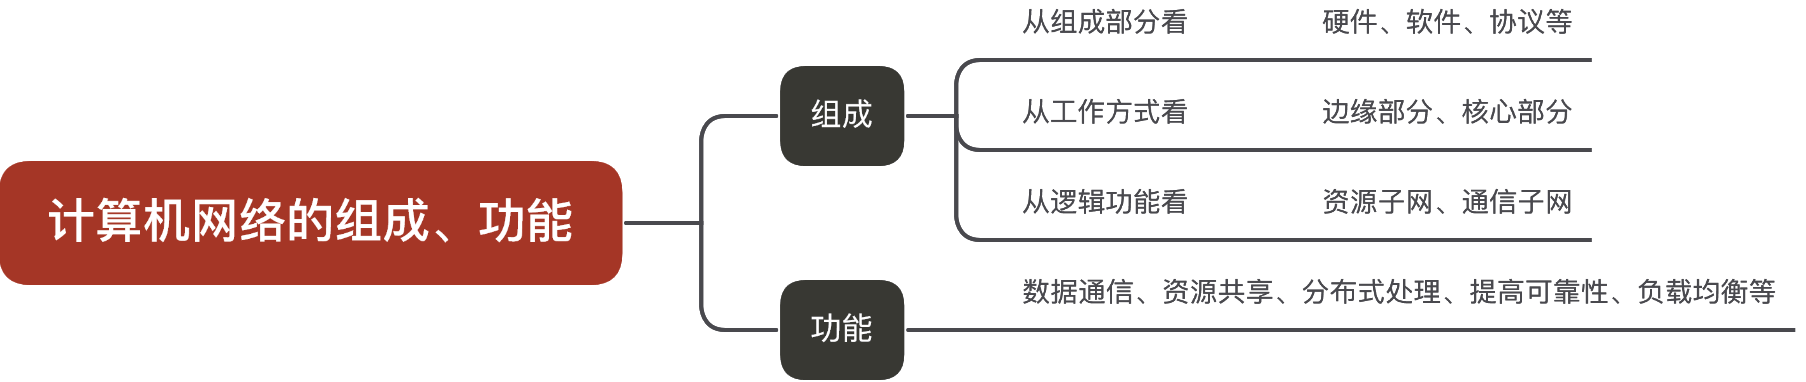 计算机网络的组成、功能
组成
从组成部分看 硬件、软件、协议等
从工作方式看 边缘部分、核心部分
从逻辑功能看 资源子网、通信子网
功能
数据通信、资源共享、分布式处理、提高可靠性、负载均衡等